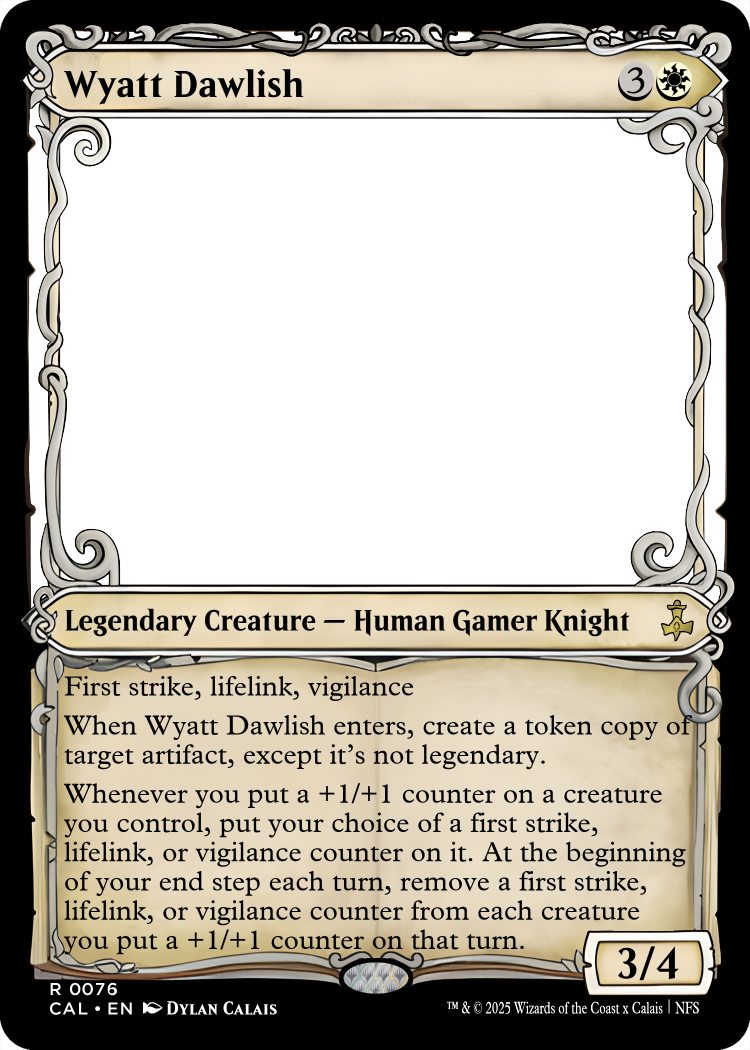 Wyatt Dawlish 3
Legendary Creature — Human Gamer Knight
First strike, lifelink, vigilance
When Wyatt Dawlish enters, create a token copy of
target artifact, except it's not legendary.
Whenever you put a +1/+1 counter on a creature
you control, put your choice of a first strike,
lifelink, or vigilance counter on it. At the beginning
of your end step each turn, remove a first strike,
lifelink, or vigilance counter from each creature
you put a +1/+1 counter on that turn.
3/4
R 0076
CAL • EN Dylan Calais
™ & © 2025 Wizards of the Coast x Calais | NFS